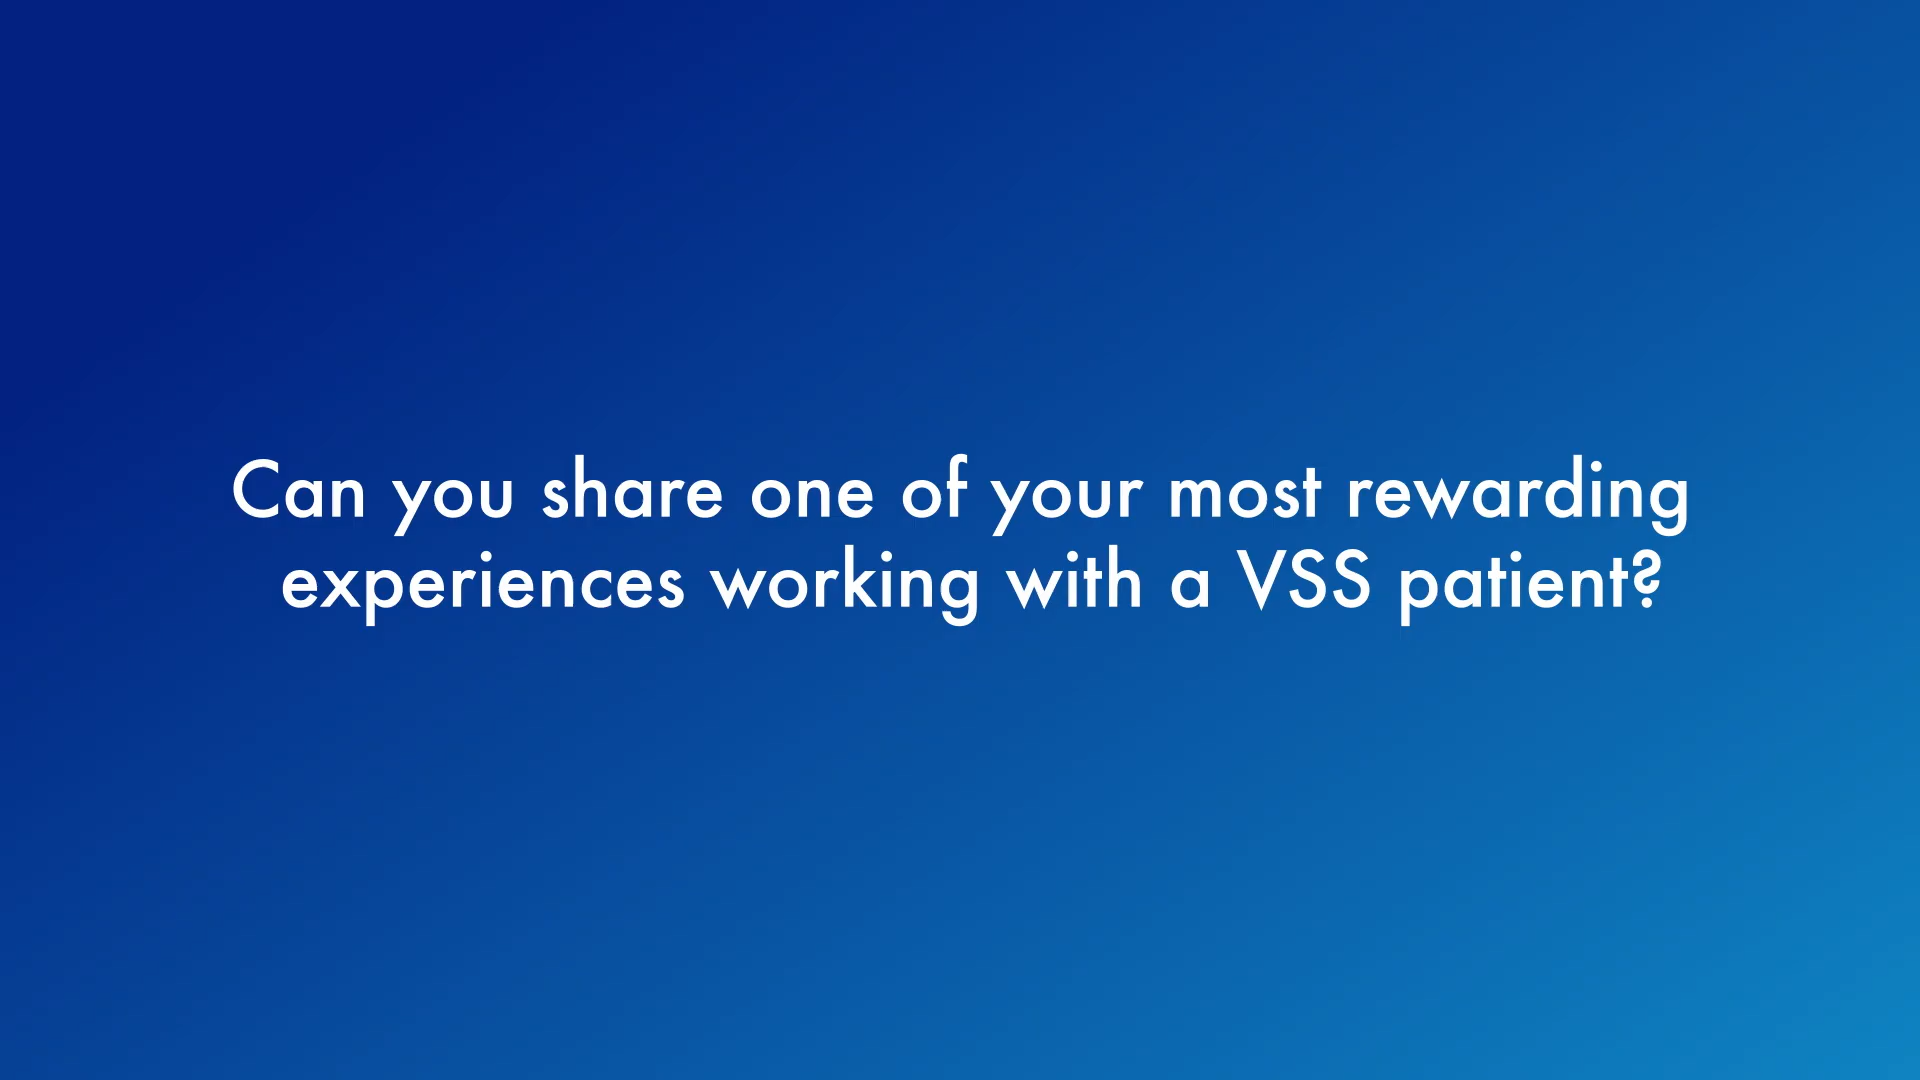 Can you share one of your most rewarding
experiences working with a VSS patient?